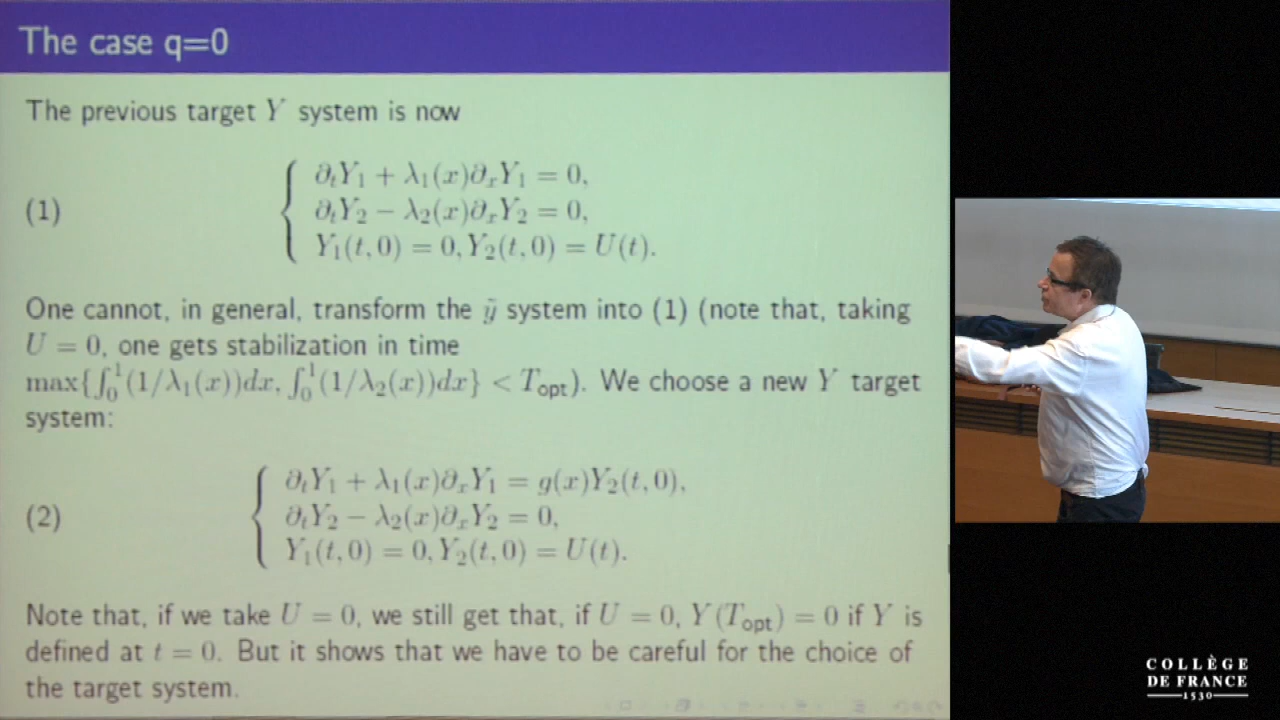 The case q=0
The previous target Y system is now
∂ₜY₁ + λ₁(x)∂ₓY₁ = 0,
(1) ∂ₜY₂ − λ₂(x)∂ₓY₂ = 0,
Y₁(t, 0) = 0, Y₂(t, 0) = U(t).
One cannot, in general, transform the ỹ system into (1) (note that, taking
U = 0, one gets stabilization in time
max{∫₀¹(1/λ₁(x))dx, ∫₀¹(1/λ₂(x))dx} < T_opt). We choose a new Y target
system:
∂ₜY₁ + λ₁(x)∂ₓY₁ = g(x)Y₂(t, 0),
(2) ∂ₜY₂ − λ₂(x)∂ₓY₂ = 0,
Y₁(t, 0) = 0, Y₂(t, 0) = U(t).
Note that, if we take U = 0, we still get that, if U = 0, Y(T_opt) = 0 if Y is
defined at t = 0. But it shows that we have to be careful for the choice of
the target system.
COLLÈGE
DE FRANCE
1530